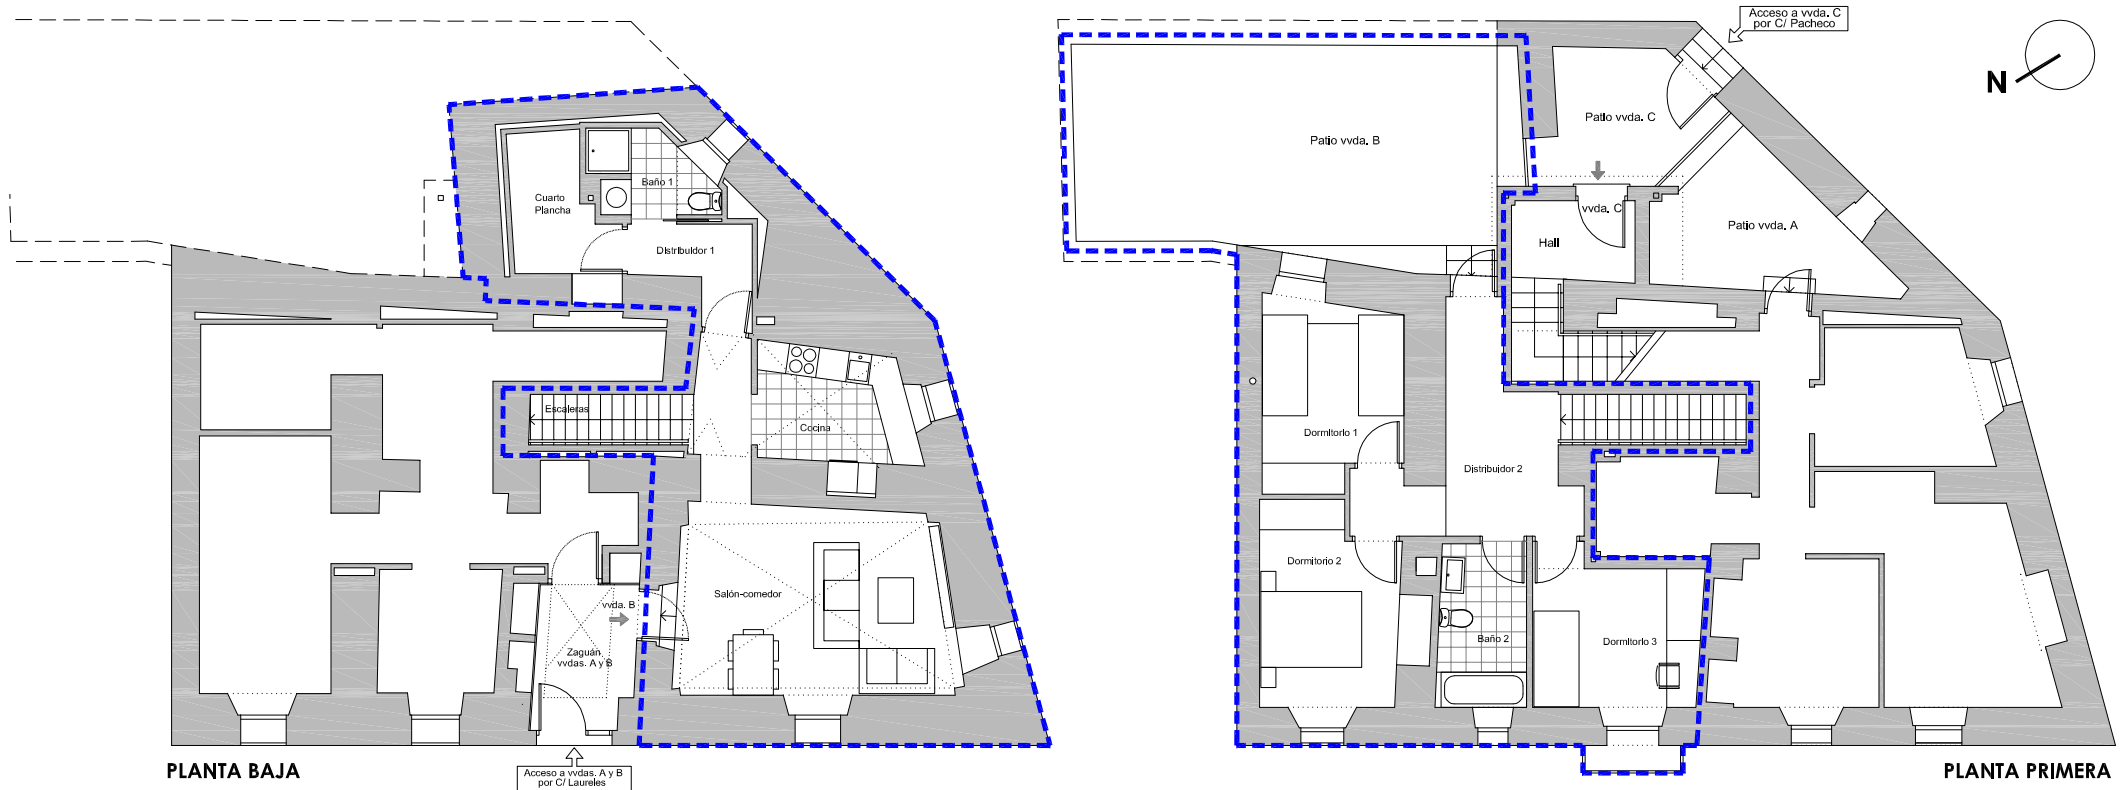 Acceso a vvda. C
por C/ Pacheco
N
Patio vvda. C
Patio vvda. B
Baño 1
Cuarto
Plancha
vvda. C
Patio vvda. A
Hall
Distribuidor 1
Escaleras
Cocina
Dormitorio 1
Distribuidor 2
Dormitorio 2
Salón-comedor
vvda. B
Baño 2
Dormitorio 3
Zaguán
vvdas. A y B
PLANTA BAJA
Acceso a vvdas. A y B
por C/ Laureles
PLANTA PRIMERA